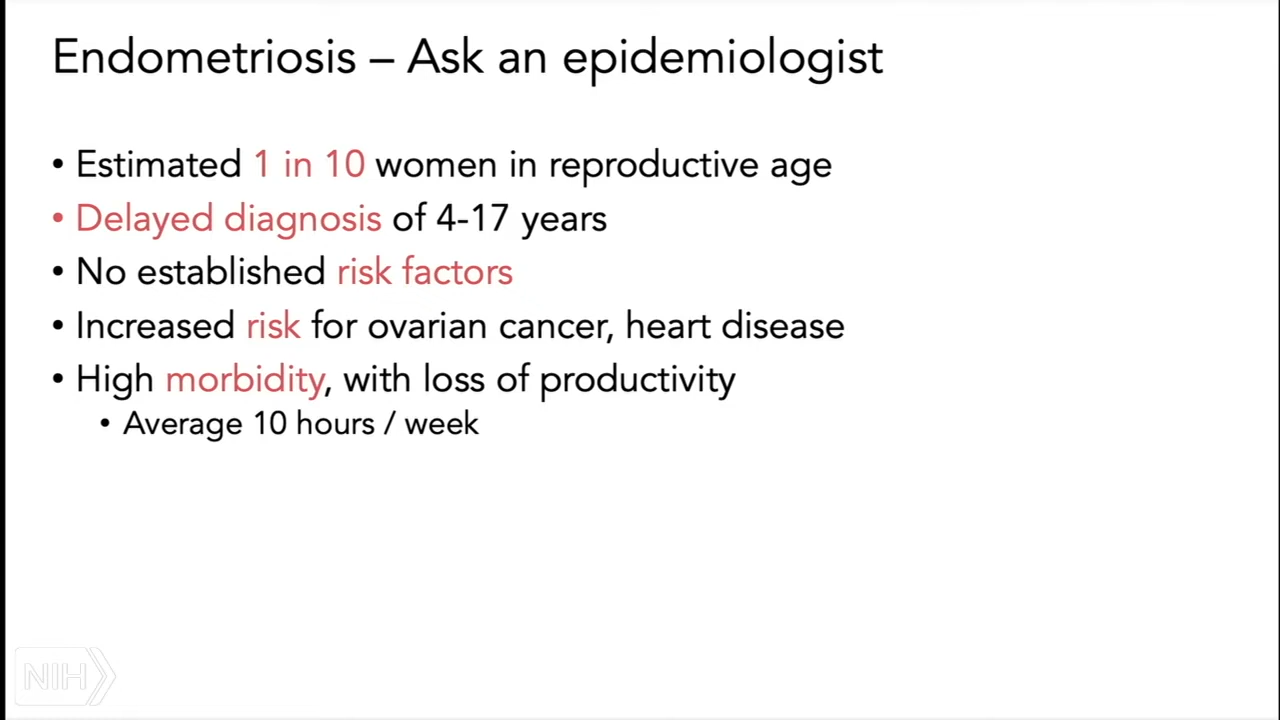 Endometriosis – Ask an epidemiologist
• Estimated 1 in 10 women in reproductive age
• Delayed diagnosis of 4-17 years
• No established risk factors
• Increased risk for ovarian cancer, heart disease
• High morbidity, with loss of productivity
• Average 10 hours / week
NIH